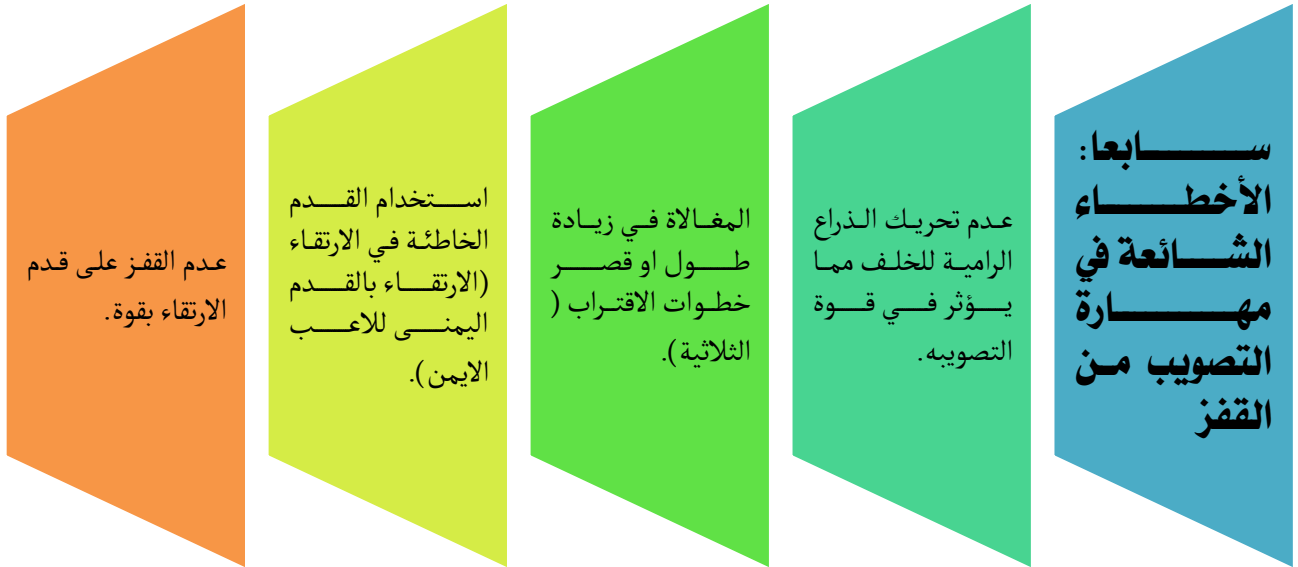 سابعا:
الأخطاء
الشائعة في
مهارة
التصويب من
القفز
عدم تحريك الذراع
الرامية للخلف مما
يؤثر في قوة
التصويبه.
المغالاة في زيادة
طول او قصر
خطوات الاقتراب (
الثلاثية).
استخدام القدم
الخاطئة في الارتقاء
(الارتقاء بالقدم
اليمنى للاعب
الايمن).
عدم القفز على قدم
الارتقاء بقوة.